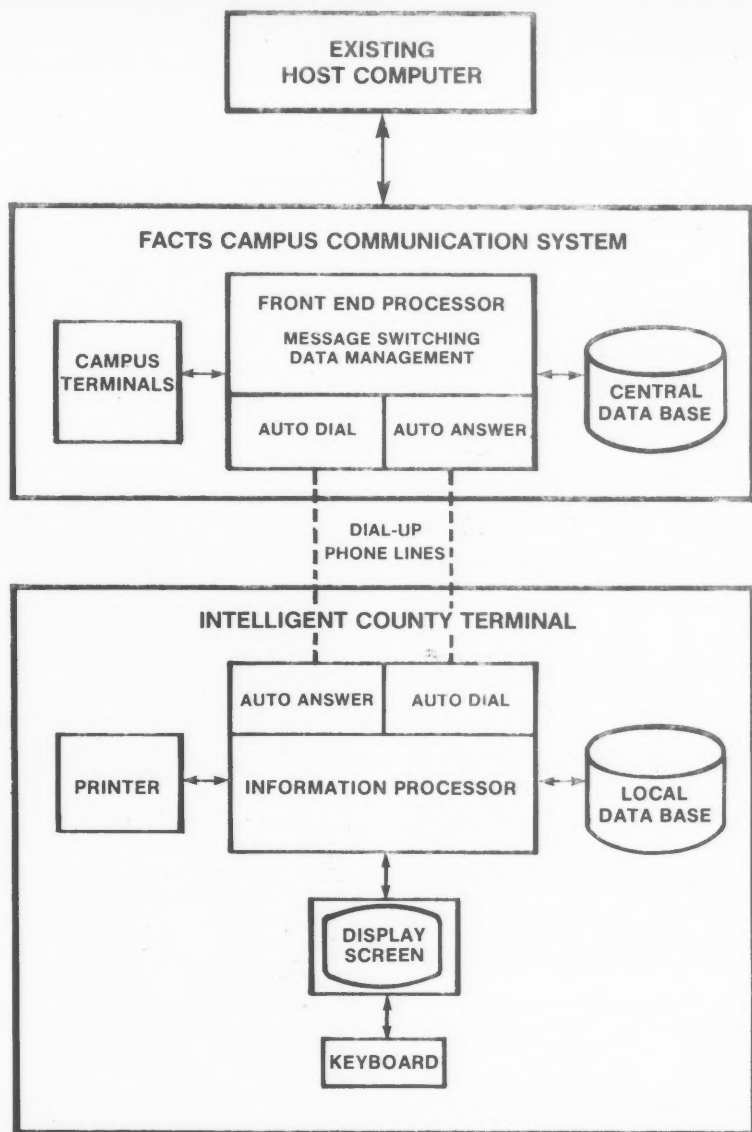 EXISTING
HOST COMPUTER
FACTS CAMPUS COMMUNICATION SYSTEM
FRONT END PROCESSOR
MESSAGE SWITCHING
DATA MANAGEMENT
CAMPUS
TERMINALS
CENTRAL
DATA BASE
AUTO DIAL
AUTO ANSWER
DIAL-UP
PHONE LINES
INTELLIGENT COUNTY TERMINAL
AUTO ANSWER
AUTO DIAL
PRINTER
INFORMATION PROCESSOR
LOCAL
DATA BASE
DISPLAY
SCREEN
KEYBOARD